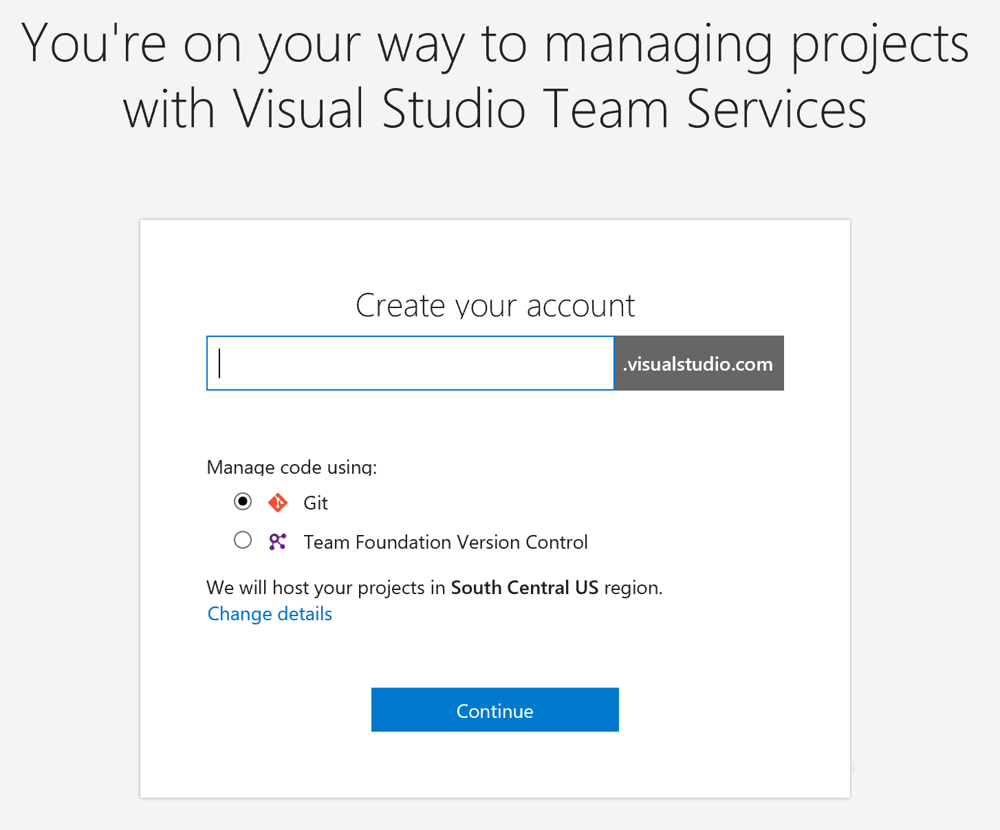 You're on your way to managing projects
with Visual Studio Team Services
Create your account
.visualstudio.com
Manage code using:
Git
Team Foundation Version Control
We will host your projects in South Central US region.
Change details
Continue